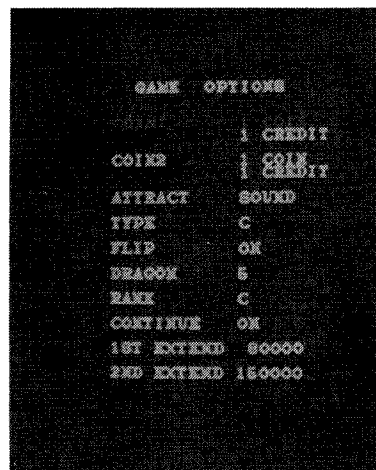 GAME OPTIONS
1 CREDIT
COIN2 1 COIN
1 CREDIT
ATTRACT SOUND
TYPE C
FLIP ON
DRAGON 5
RANK C
CONTINUE ON
1ST EXTEND 80000
2ND EXTEND 150000